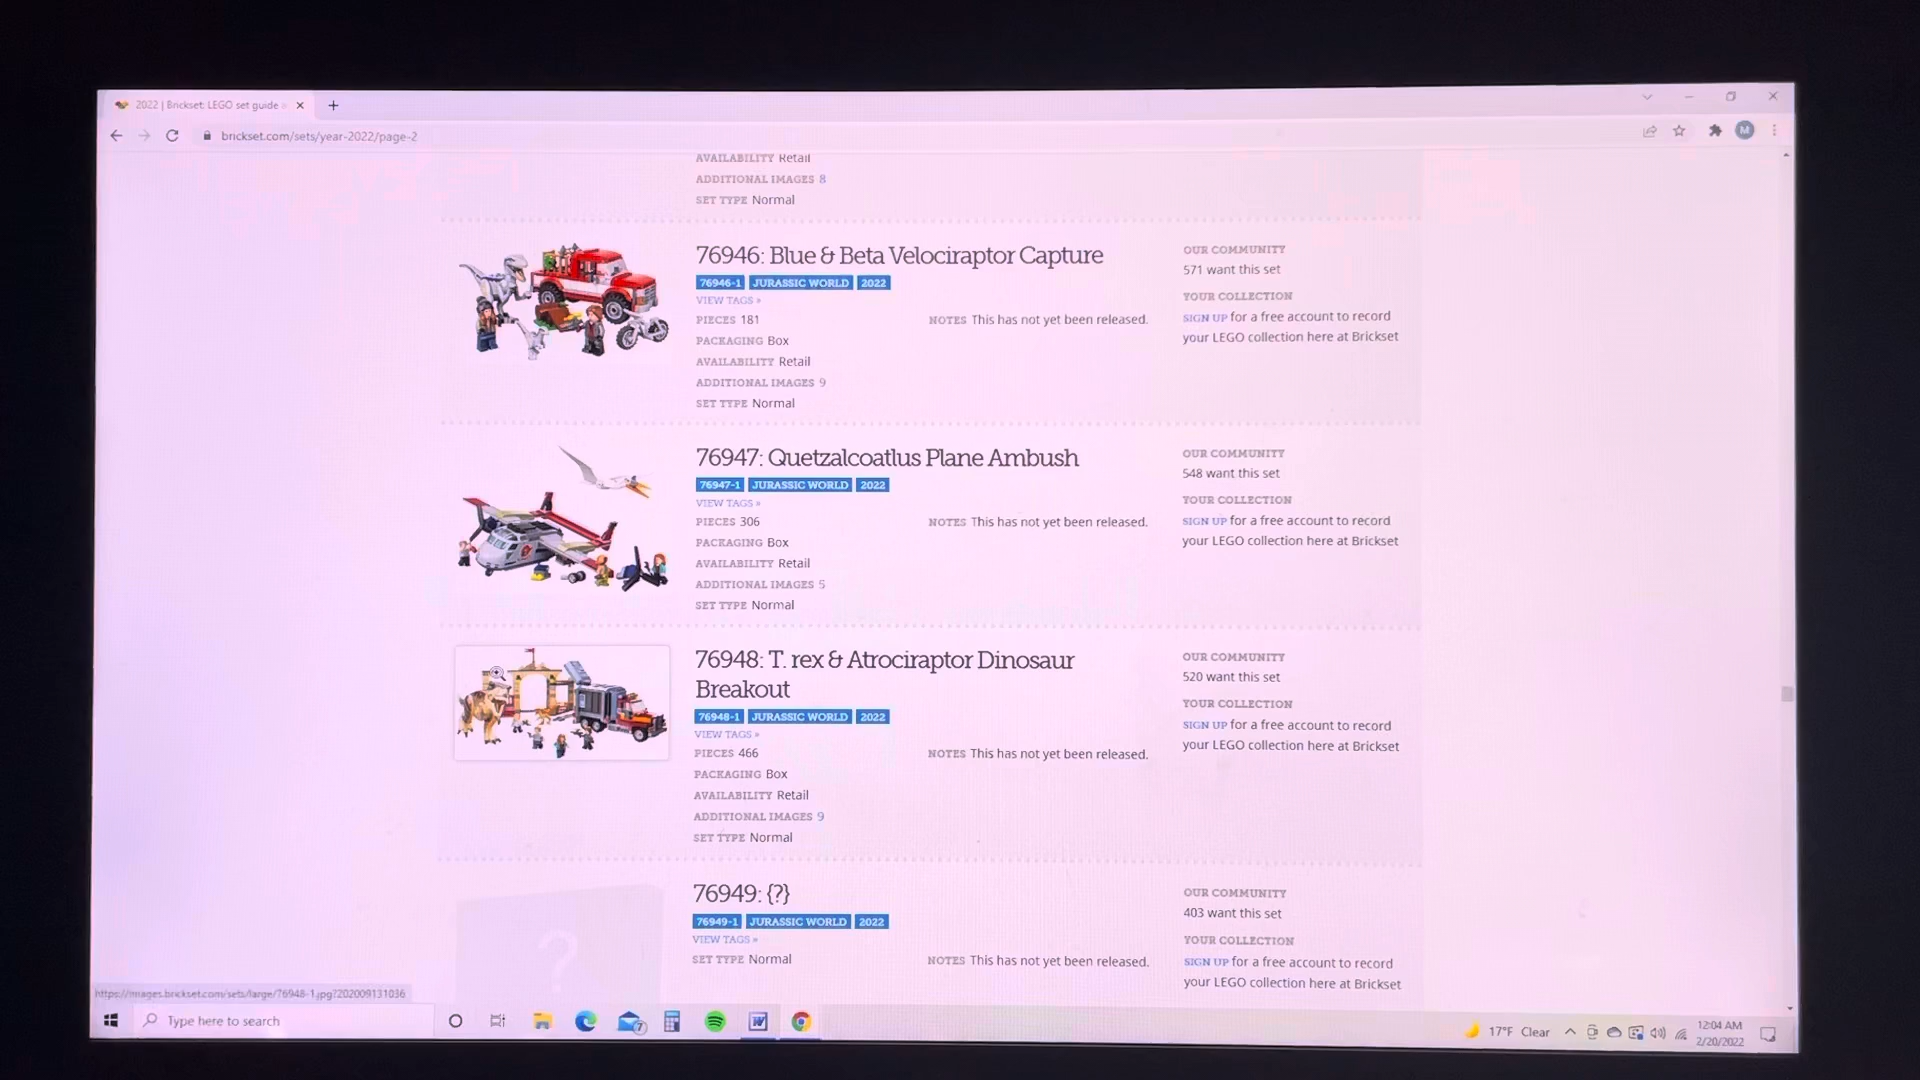 2022 | Brickset: LEGO set guide
brickset.com/sets/year-2022/page-2
M
AVAILABILITY Retail
ADDITIONAL IMAGES 8
SET TYPE Normal
76946: Blue & Beta Velociraptor Capture
76946-1 JURASSIC WORLD 2022
VIEW TAGS »
PIECES 181
NOTES This has not yet been released.
PACKAGING Box
AVAILABILITY Retail
ADDITIONAL IMAGES 9
SET TYPE Normal
OUR COMMUNITY
571 want this set
YOUR COLLECTION
SIGN UP for a free account to record
your LEGO collection here at Brickset
76947: Quetzalcoatlus Plane Ambush
76947-1 JURASSIC WORLD 2022
VIEW TAGS »
PIECES 306
NOTES This has not yet been released.
PACKAGING Box
AVAILABILITY Retail
ADDITIONAL IMAGES 5
SET TYPE Normal
OUR COMMUNITY
548 want this set
YOUR COLLECTION
SIGN UP for a free account to record
your LEGO collection here at Brickset
76948: T. rex & Atrociraptor Dinosaur
Breakout
76948-1 JURASSIC WORLD 2022
VIEW TAGS »
PIECES 466
NOTES This has not yet been released.
PACKAGING Box
AVAILABILITY Retail
ADDITIONAL IMAGES 9
SET TYPE Normal
OUR COMMUNITY
520 want this set
YOUR COLLECTION
SIGN UP for a free account to record
your LEGO collection here at Brickset
76949: {?}
76949-1 JURASSIC WORLD 2022
VIEW TAGS »
SET TYPE Normal
NOTES This has not yet been released.
OUR COMMUNITY
403 want this set
YOUR COLLECTION
SIGN UP for a free account to record
your LEGO collection here at Brickset
?
https://images.brickset.com/sets/large/76948-1.jpg?202009131036
Type here to search
7
17°F Clear
12:04 AM
2/20/2022